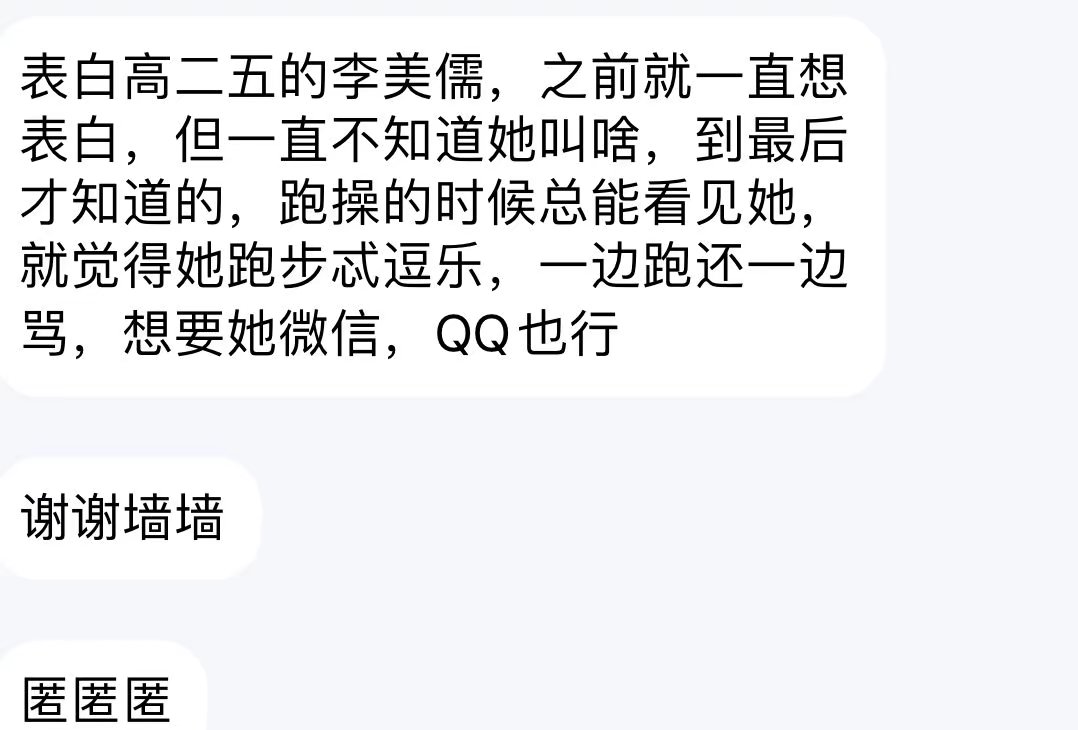 表白高二五的李美儒，之前就一直想
表白，但一直不知道她叫啥，到最后
才知道的，跑操的时候总能看见她，
就觉得她跑步忒逗乐，一边跑还一边
骂，想要她微信，QQ也行
谢谢墙墙
匿匿匿